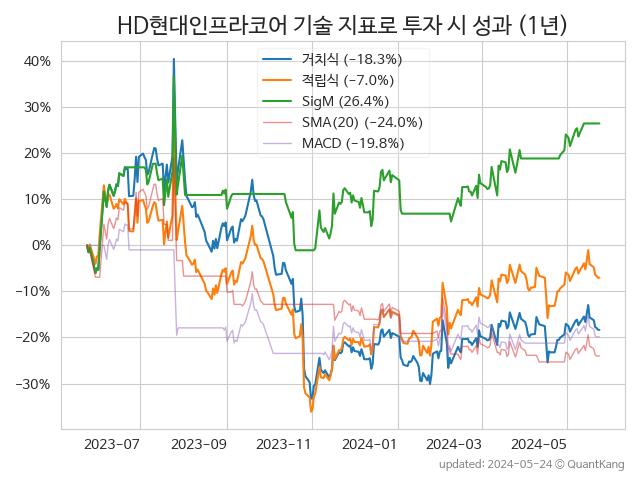 HD현대인프라코어 기술 지표로 투자 시 성과 (1년)
거치식 (−18.3%)
적립식 (−7.0%)
SigM (26.4%)
SMA(20) (−24.0%)
MACD (−19.8%)
40%
30%
20%
10%
0%
−10%
−20%
−30%
2023−07
2023−09
2023−11
2024−01
2024−03
2024−05
updated: 2024-05-24 © QuantKang